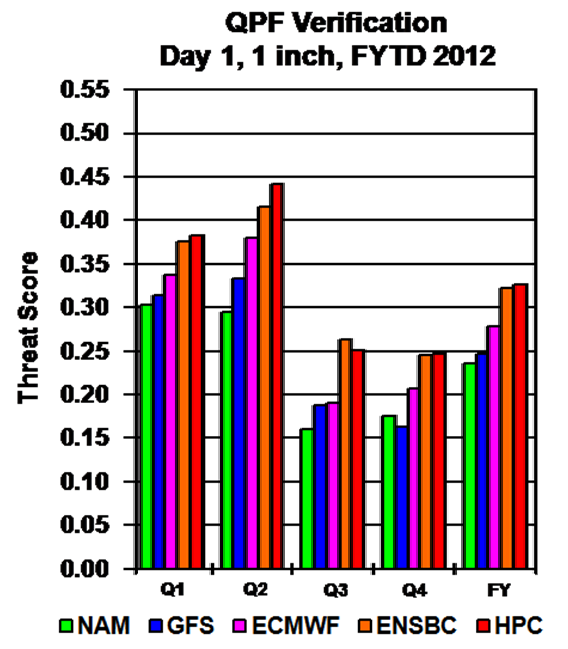 QPF Verification
Day 1, 1 inch, FYTD 2012
0.55
0.50
0.45
0.40
0.35
0.30
0.25
0.20
0.15
0.10
0.05
0.00
Threat Score
Q1 Q2 Q3 Q4 FY
NAM GFS ECMWF ENSBC HPC